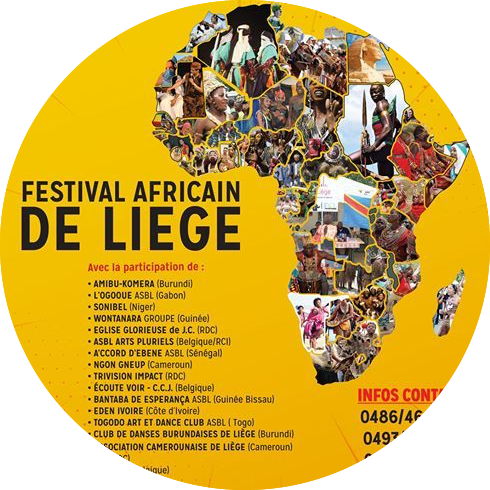 FESTIVAL AFRICAIN
DE LIEGE
Avec la participation de :
• AMIBU-KOMERA (Burundi)
• L'OGOOUE ASBL (Gabon)
• SONIBEL (Niger)
• WONTANARA GROUPE (Guinée)
• EGLISE GLORIEUSE de J.C. (RDC)
• ASBL ARTS PLURIELS (Belgique/RCI)
• A'CCORD D'EBENE ASBL (Sénégal)
• NGON GNEUP (Cameroun)
• TRIVISION IMPACT (RDC)
• ÉCOUTE VOIR - C.C.J. (Belgique)
• BANTABA DE ESPERANÇA ASBL (Guinée Bissau)
• EDEN IVOIRE (Côte d'Ivoire)
• TOGODO ART ET DANCE CLUB ASBL ( Togo)
• CLUB DE DANSES BURUNDAISES DE LIÈGE (Burundi)
ASSOCIATION CAMEROUNAISE DE LIÈGE (Cameroun)
INFOS CONT
0486/46
0497